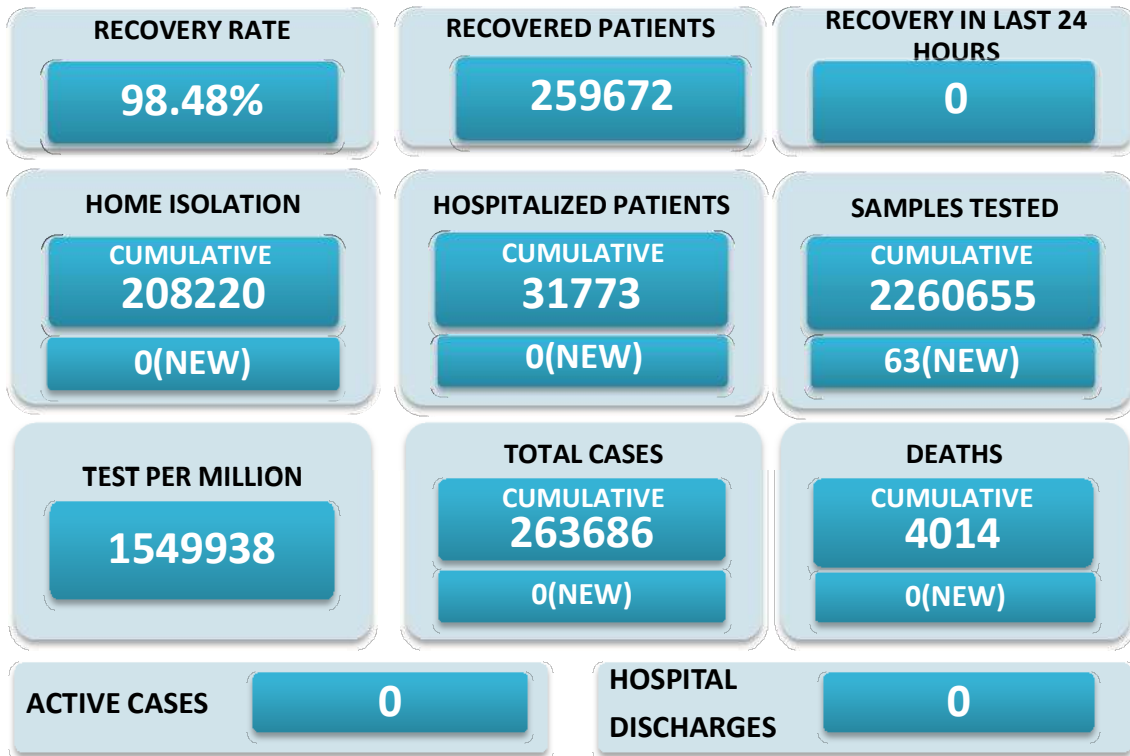 RECOVERY RATE
98.48%
RECOVERED PATIENTS
259672
RECOVERY IN LAST 24
HOURS
0
HOME ISOLATION
CUMULATIVE
208220
0(NEW)
HOSPITALIZED PATIENTS
CUMULATIVE
31773
0(NEW)
SAMPLES TESTED
CUMULATIVE
2260655
63(NEW)
TEST PER MILLION
1549938
TOTAL CASES
CUMULATIVE
263686
0(NEW)
DEATHS
CUMULATIVE
4014
0(NEW)
ACTIVE CASES
0
HOSPITAL
DISCHARGES
0